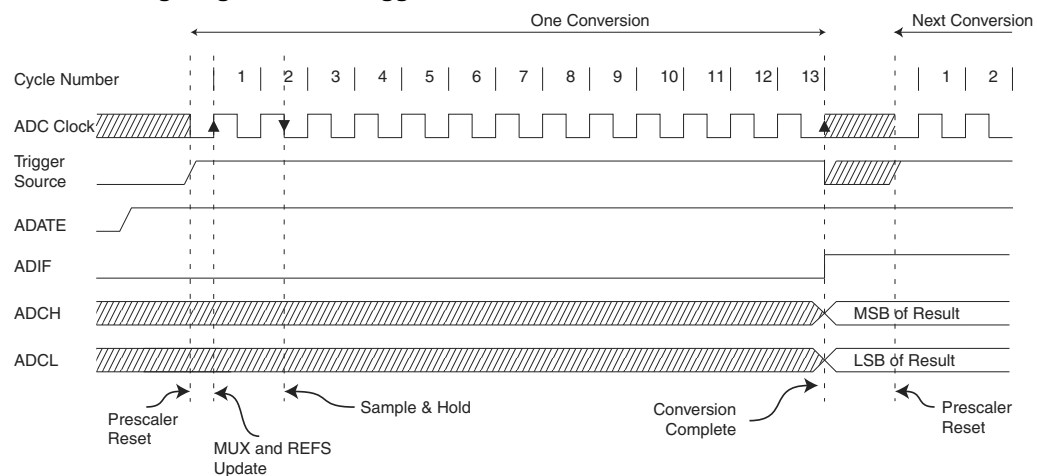 One Conversion
Next Conversion
Cycle Number
1 2 3 4 5 6 7 8 9 10 11 12 13 1 2
ADC Clock
Trigger
Source
ADATE
ADIF
ADCH
MSB of Result
ADCL
LSB of Result
Prescaler
Reset
MUX and REFS
Update
Sample & Hold
Conversion
Complete
Prescaler
Reset